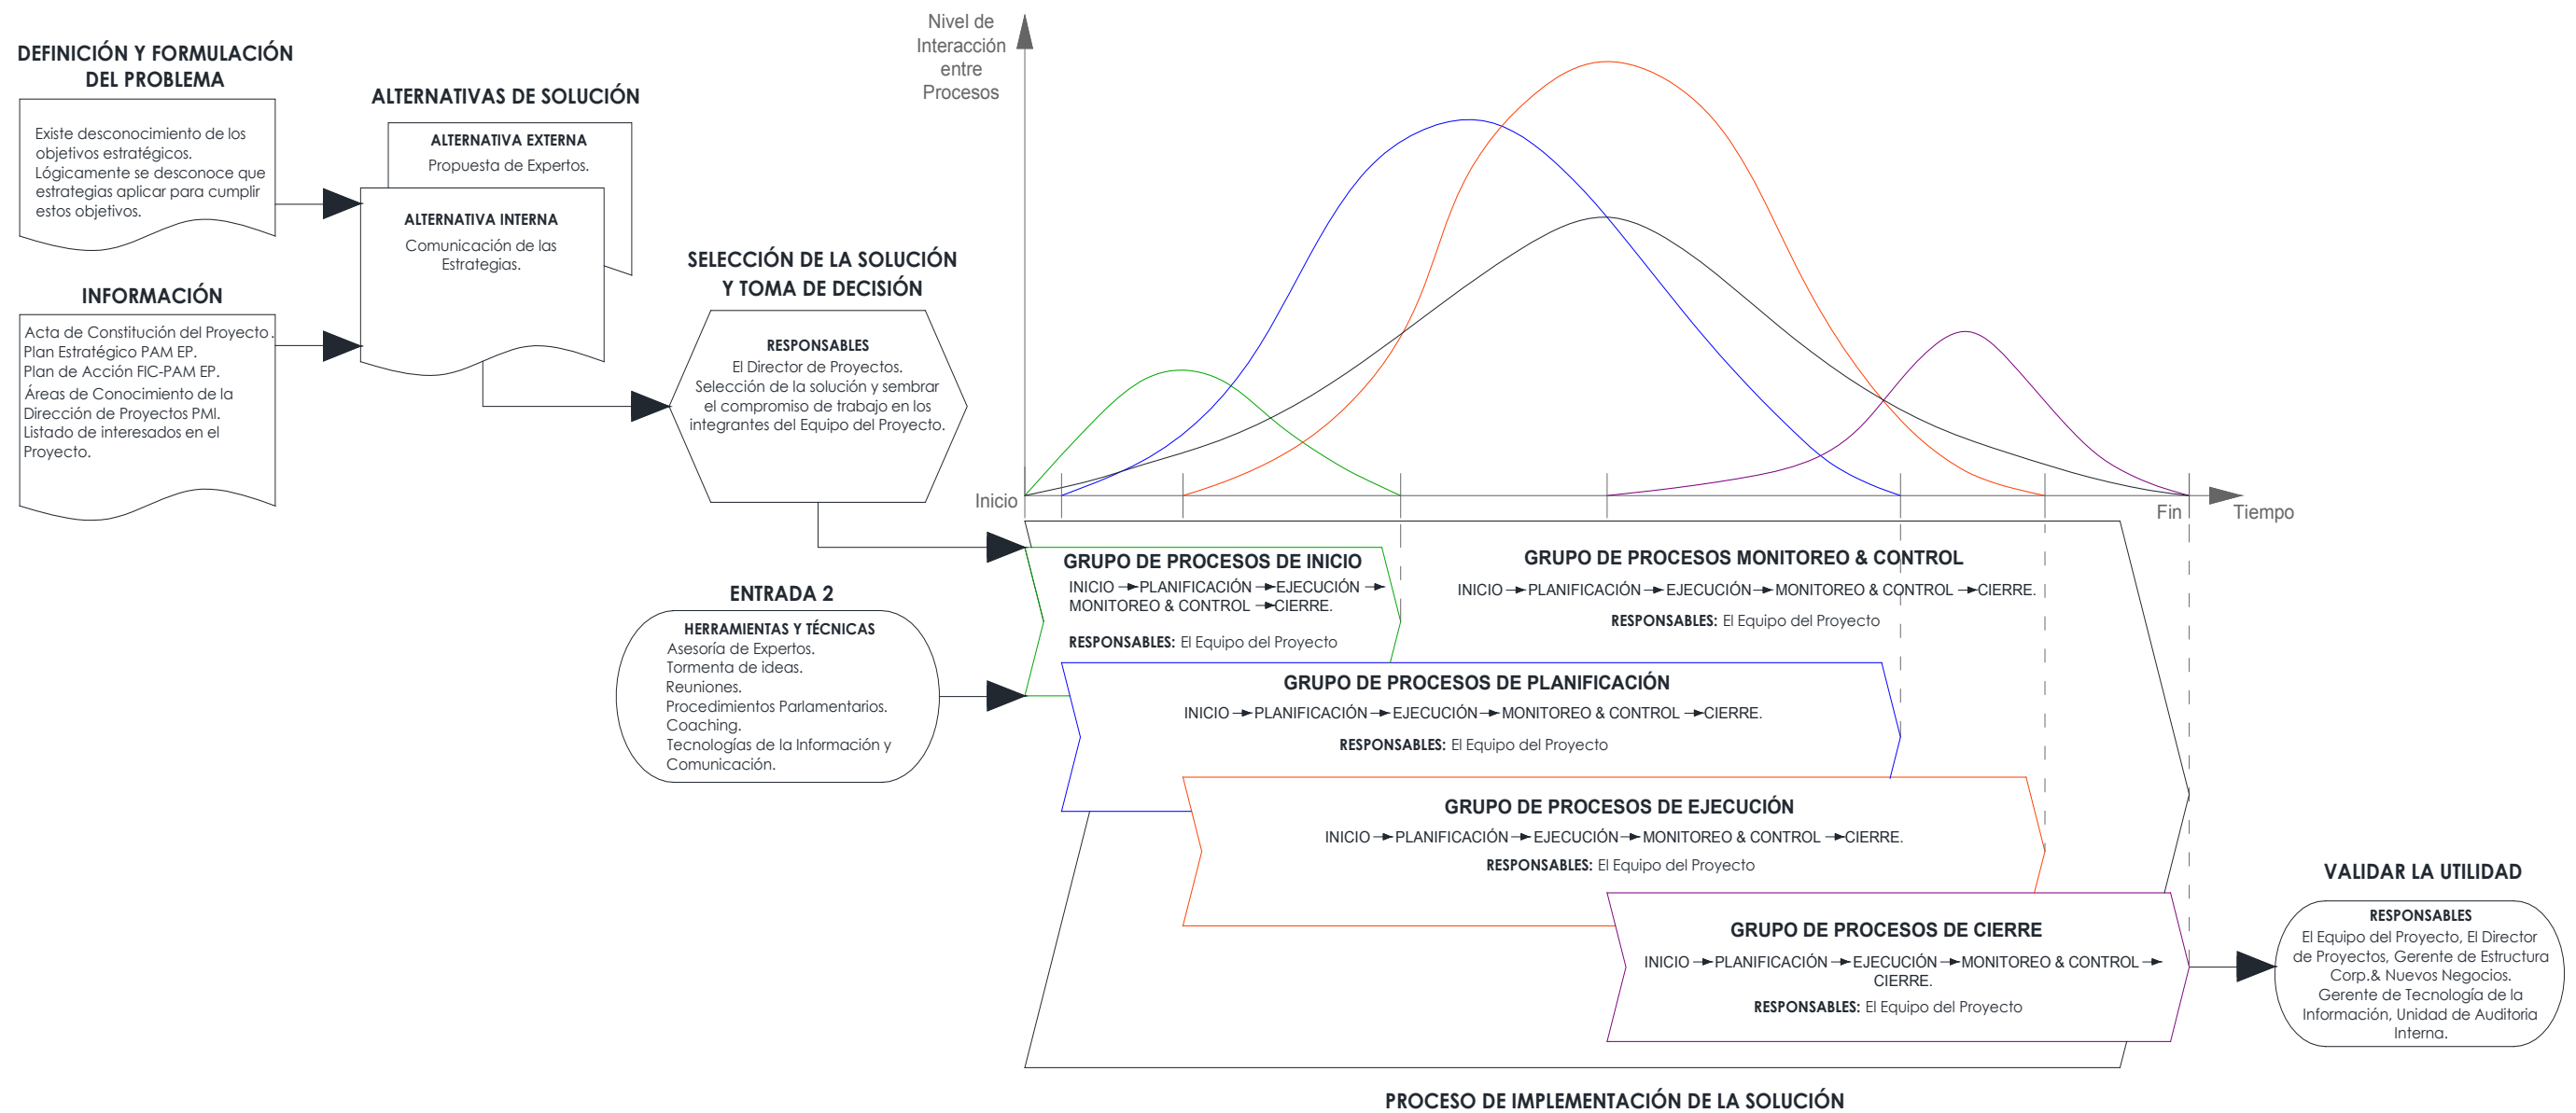 DEFINICIÓN Y FORMULACIÓN
DEL PROBLEMA
Existe desconocimiento de los
objetivos estratégicos.
Lógicamente se desconoce que
estrategias aplicar para cumplir
estos objetivos.
INFORMACIÓN
Acta de Constitución del Proyecto.
Plan Estratégico PAM EP.
Plan de Acción FIC-PAM EP.
Áreas de Conocimiento de la
Dirección de Proyectos PMI.
Listado de interesados en el
Proyecto.
ALTERNATIVAS DE SOLUCIÓN
ALTERNATIVA EXTERNA
Propuesta de Expertos.
ALTERNATIVA INTERNA
Comunicación de las
Estrategias.
SELECCIÓN DE LA SOLUCIÓN
Y TOMA DE DECISIÓN
RESPONSABLES
El Director de Proyectos.
Selección de la solución y sembrar
el compromiso de trabajo en los
integrantes del Equipo del Proyecto.
ENTRADA 2
HERRAMIENTAS Y TÉCNICAS
Asesoría de Expertos.
Tormenta de ideas.
Reuniones.
Procedimientos Parlamentarios.
Coaching.
Tecnologías de la Información y
Comunicación.
Nivel de
Interacción
entre
Procesos
Inicio
Fin
Tiempo
GRUPO DE PROCESOS DE INICIO
INICIO PLANIFICACIÓN EJECUCIÓN
MONITOREO & CONTROL CIERRE.
RESPONSABLES: El Equipo del Proyecto
GRUPO DE PROCESOS MONITOREO & CONTROL
INICIO PLANIFICACIÓN EJECUCIÓN MONITOREO & CONTROL CIERRE.
RESPONSABLES: El Equipo del Proyecto
GRUPO DE PROCESOS DE PLANIFICACIÓN
INICIO PLANIFICACIÓN EJECUCIÓN MONITOREO & CONTROL CIERRE.
RESPONSABLES: El Equipo del Proyecto
GRUPO DE PROCESOS DE EJECUCIÓN
INICIO PLANIFICACIÓN EJECUCIÓN MONITOREO & CONTROL CIERRE.
RESPONSABLES: El Equipo del Proyecto
GRUPO DE PROCESOS DE CIERRE
INICIO PLANIFICACIÓN EJECUCIÓN MONITOREO & CONTROL
CIERRE.
RESPONSABLES: El Equipo del Proyecto
VALIDAR LA UTILIDAD
RESPONSABLES
El Equipo del Proyecto, El Director
de Proyectos, Gerente de Estructura
Corp.& Nuevos Negocios.
Gerente de Tecnología de la
Información, Unidad de Auditoria
Interna.
PROCESO DE IMPLEMENTACIÓN DE LA SOLUCIÓN